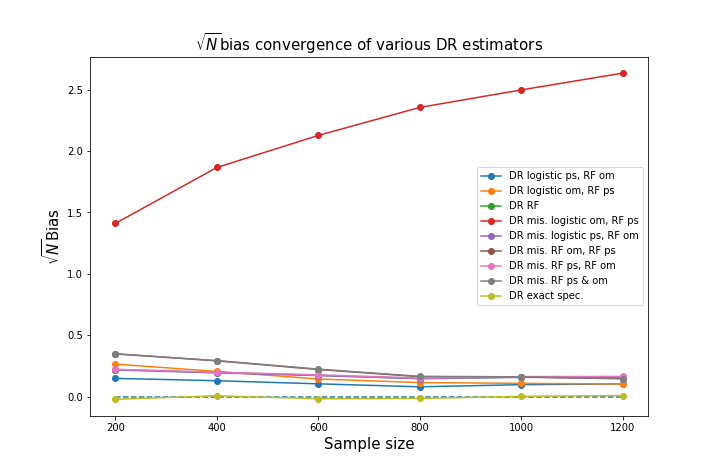 √N bias convergence of various DR estimators
√N Bias
2.5
2.0
1.5
1.0
0.5
0.0
200 400 600 800 1000 1200
Sample size
DR logistic ps, RF om
DR logistic om, RF ps
DR RF
DR mis. logistic om, RF ps
DR mis. logistic ps, RF om
DR mis. RF om, RF ps
DR mis. RF ps, RF om
DR mis. RF ps & om
DR exact spec.